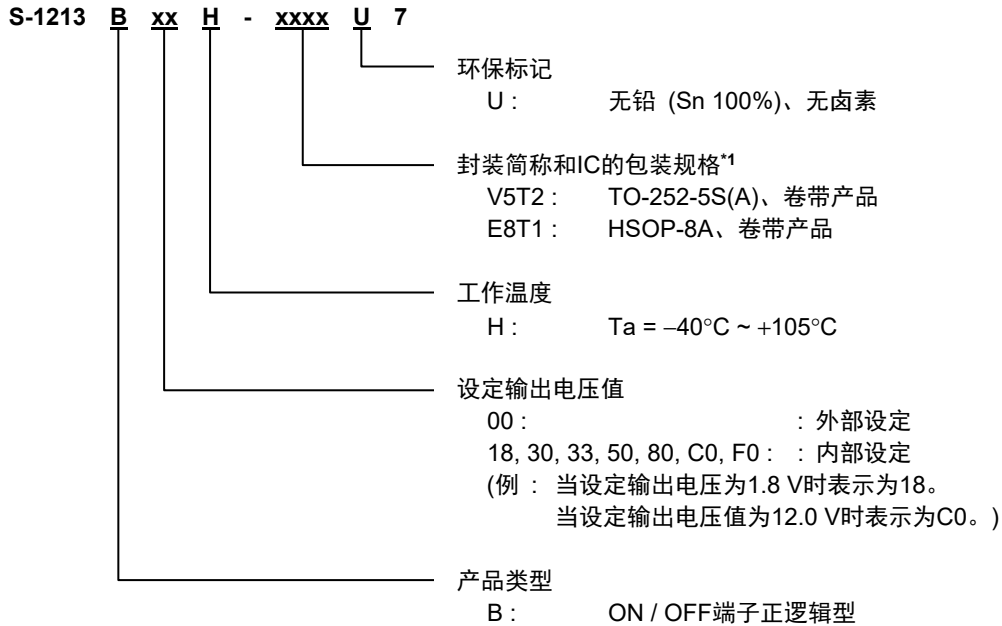 S-1213 B xx H - xxxx U 7
环保标记
U : 无铅 (Sn 100%)、无卤素
封装简称和IC的包装规格*1
V5T2 : TO-252-5S(A)、卷带产品
E8T1 : HSOP-8A、卷带产品
工作温度
H : Ta = −40°C ~ +105°C
设定输出电压值
00 : : 外部设定
18, 30, 33, 50, 80, C0, F0 : : 内部设定
(例 : 当设定输出电压为1.8 V时表示为18。
当设定输出电压值为12.0 V时表示为C0。)
产品类型
B : ON / OFF端子正逻辑型